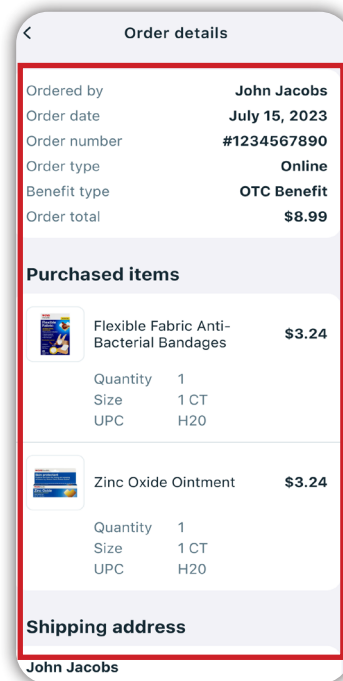 Order details
Ordered by John Jacobs
Order date July 15, 2023
Order number #1234567890
Order type Online
Benefit type OTC Benefit
Order total $8.99
Purchased items
Flexible Fabric Anti-
Bacterial Bandages $3.24
Quantity 1
Size 1 CT
UPC H20
Zinc Oxide Ointment $3.24
Quantity 1
Size 1 CT
UPC H20
Shipping address
John Jacobs